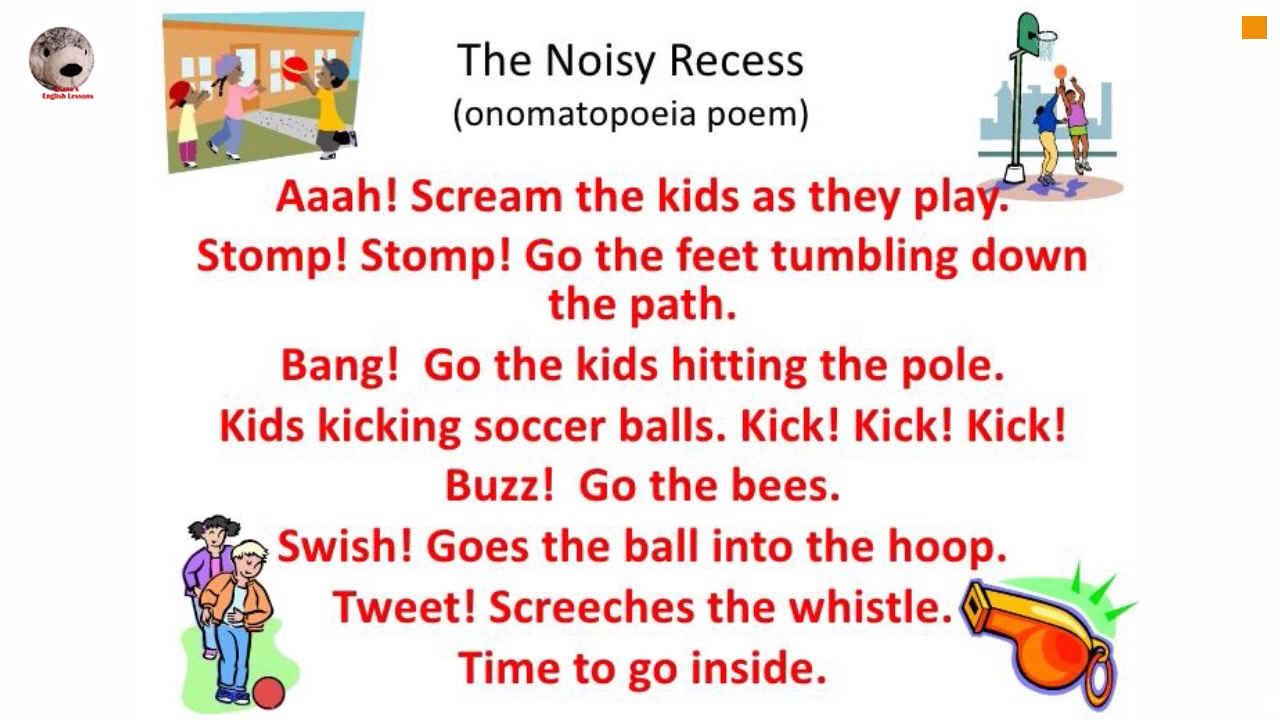 The Noisy Recess
(onomatopoeia poem)
Aaah! Scream the kids as they play.
Stomp! Stomp! Go the feet tumbling down
the path.
Bang!  Go the kids hitting the pole.
Kids kicking soccer balls. Kick! Kick! Kick!
Buzz!  Go the bees.
Swish! Goes the ball into the hoop.
Tweet! Screeches the whistle.
Time to go inside.
English Lessons